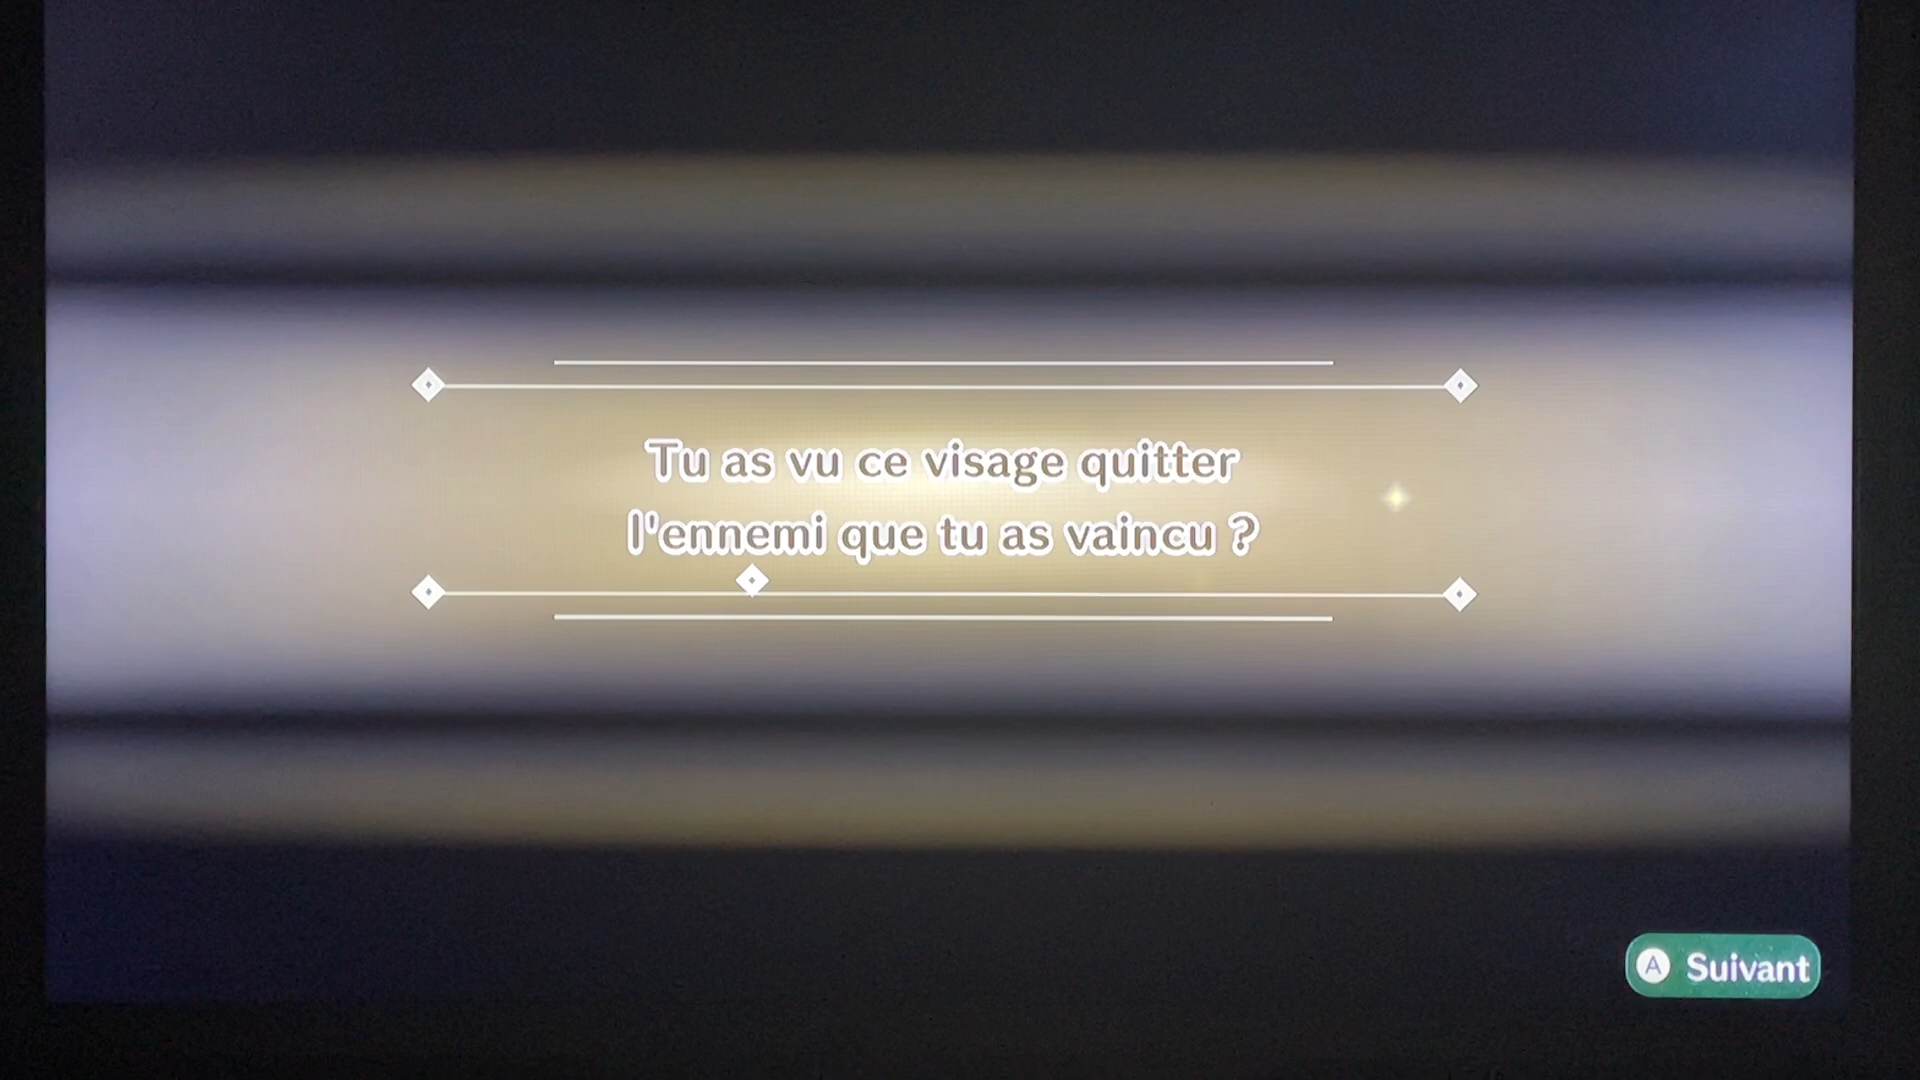 Tu as vu ce visage quitter
l'ennemi que tu as vaincu ?
A Suivant